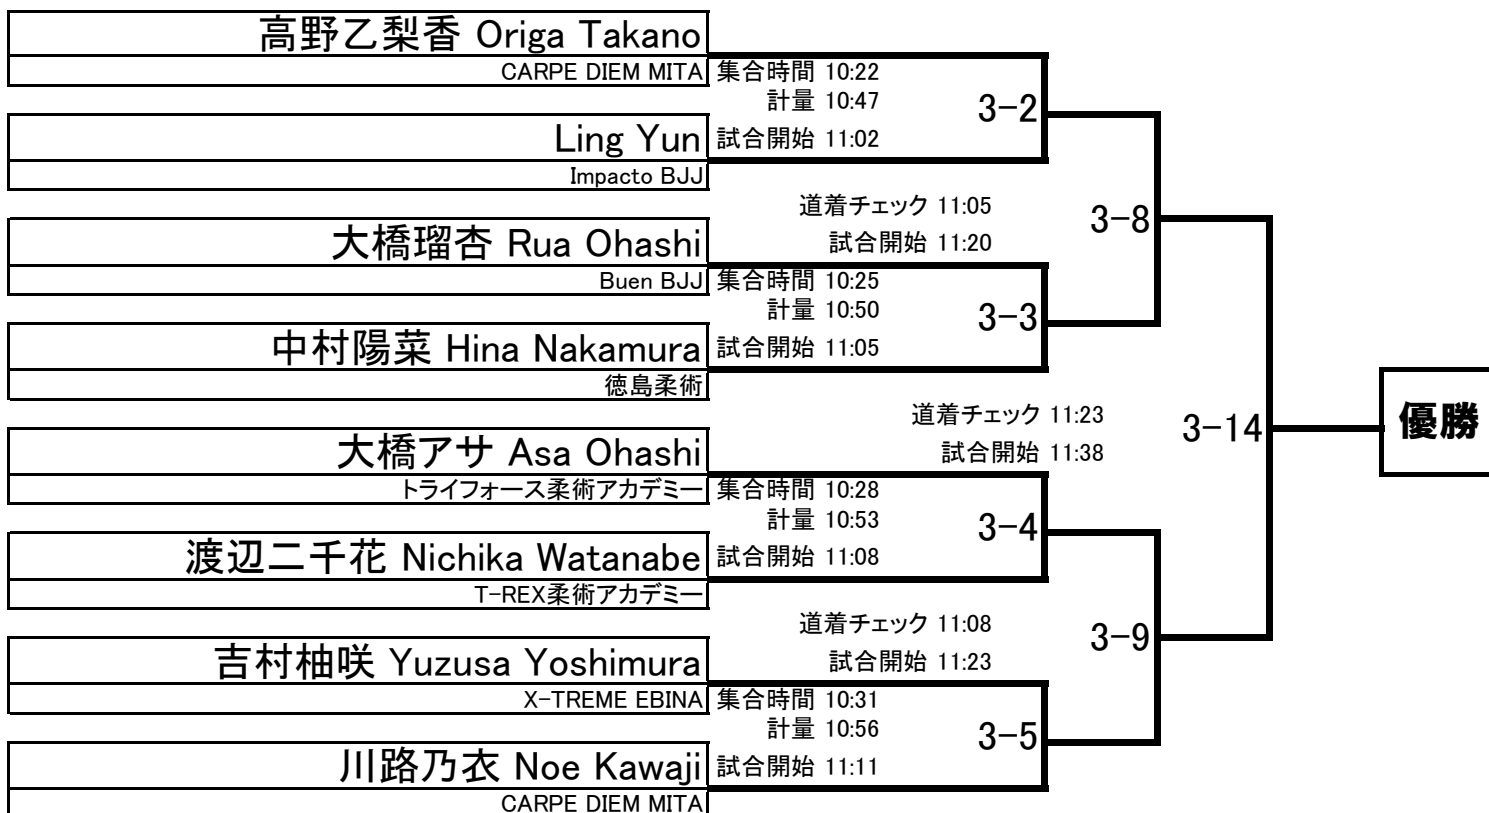 高野乙梨香 Origa Takano
CARPE DIEM MITA
集合時間 10:22
計量 10:47
3-2
Ling Yun
試合開始 11:02
Impacto BJJ
道着チェック 11:05
3-8
試合開始 11:20
大橋瑠杏 Rua Ohashi
Buen BJJ
集合時間 10:25
計量 10:50
3-3
中村陽菜 Hina Nakamura
試合開始 11:05
徳島柔術
道着チェック 11:23
3-14
優勝
試合開始 11:38
大橋アサ Asa Ohashi
トライフォース柔術アカデミー
集合時間 10:28
計量 10:53
3-4
渡辺二千花 Nichika Watanabe
試合開始 11:08
T-REX柔術アカデミー
道着チェック 11:08
3-9
試合開始 11:23
吉村柚咲 Yuzusa Yoshimura
X-TREME EBINA
集合時間 10:31
計量 10:56
3-5
川路乃衣 Noe Kawaji
試合開始 11:11
CARPE DIEM MITA